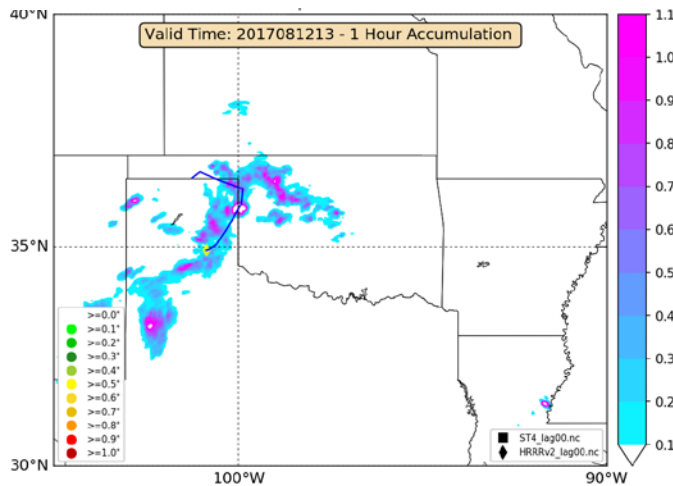 Valid Time: 2017081213 - 1 Hour Accumulation
40°N
35°N
30°N
100°W
90°W
>=0.0"
>=0.1"
>=0.2"
>=0.3"
>=0.4"
>=0.5"
>=0.6"
>=0.7"
>=0.8"
>=0.9"
>=1.0"
ST4_lag00.nc
HRRRv2_lag00.nc
1.1
1.0
0.9
0.8
0.7
0.6
0.5
0.4
0.3
0.2
0.1